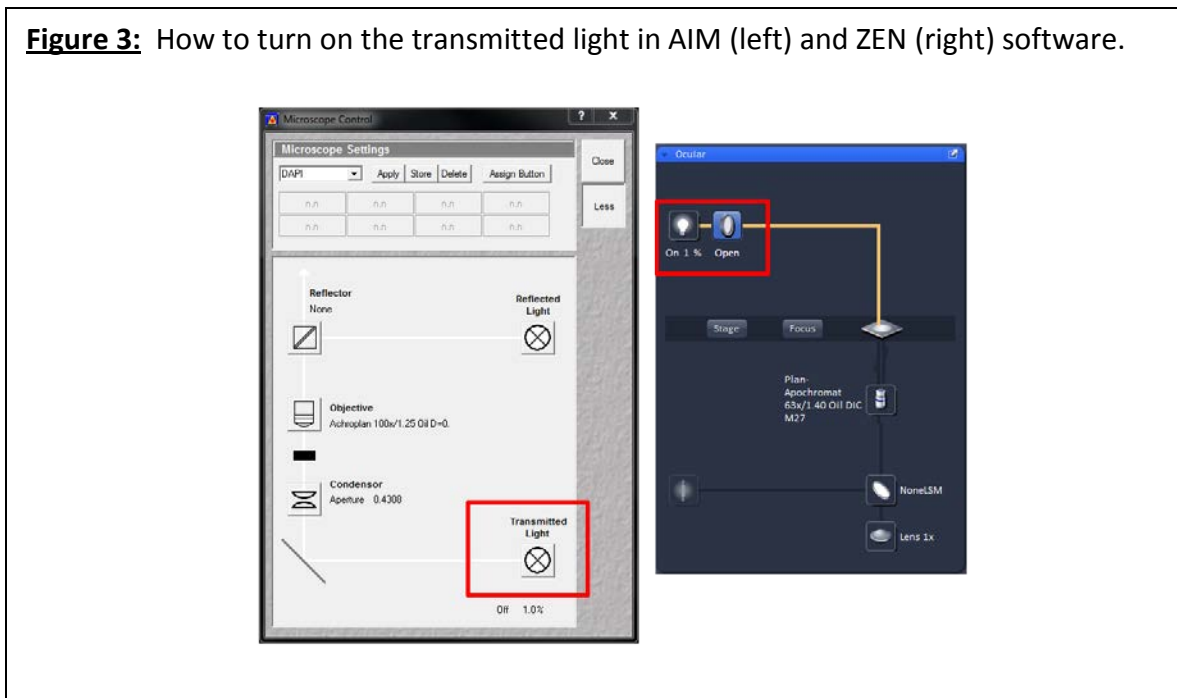 Figure 3: How to turn on the transmitted light in AIM (left) and ZEN (right) software.
Microscope Control
? X
Microscope Settings
DAPI
Apply
Store
Delete
Assign Button
Close
Less
n.n n.n n.n n.n
n.n n.n n.n n.n
Reflector
None
Reflected
Light
Objective
Achroplan 100x/1.25 Oil D=0.
Condensor
Aperture 0.4300
Transmitted
Light
Off 1.0%
Ocular
On 1 %
Open
Stage
Focus
Plan-
Apochromat
63x/1.40 Oil DIC
M27
NoneLSM
Lens 1x